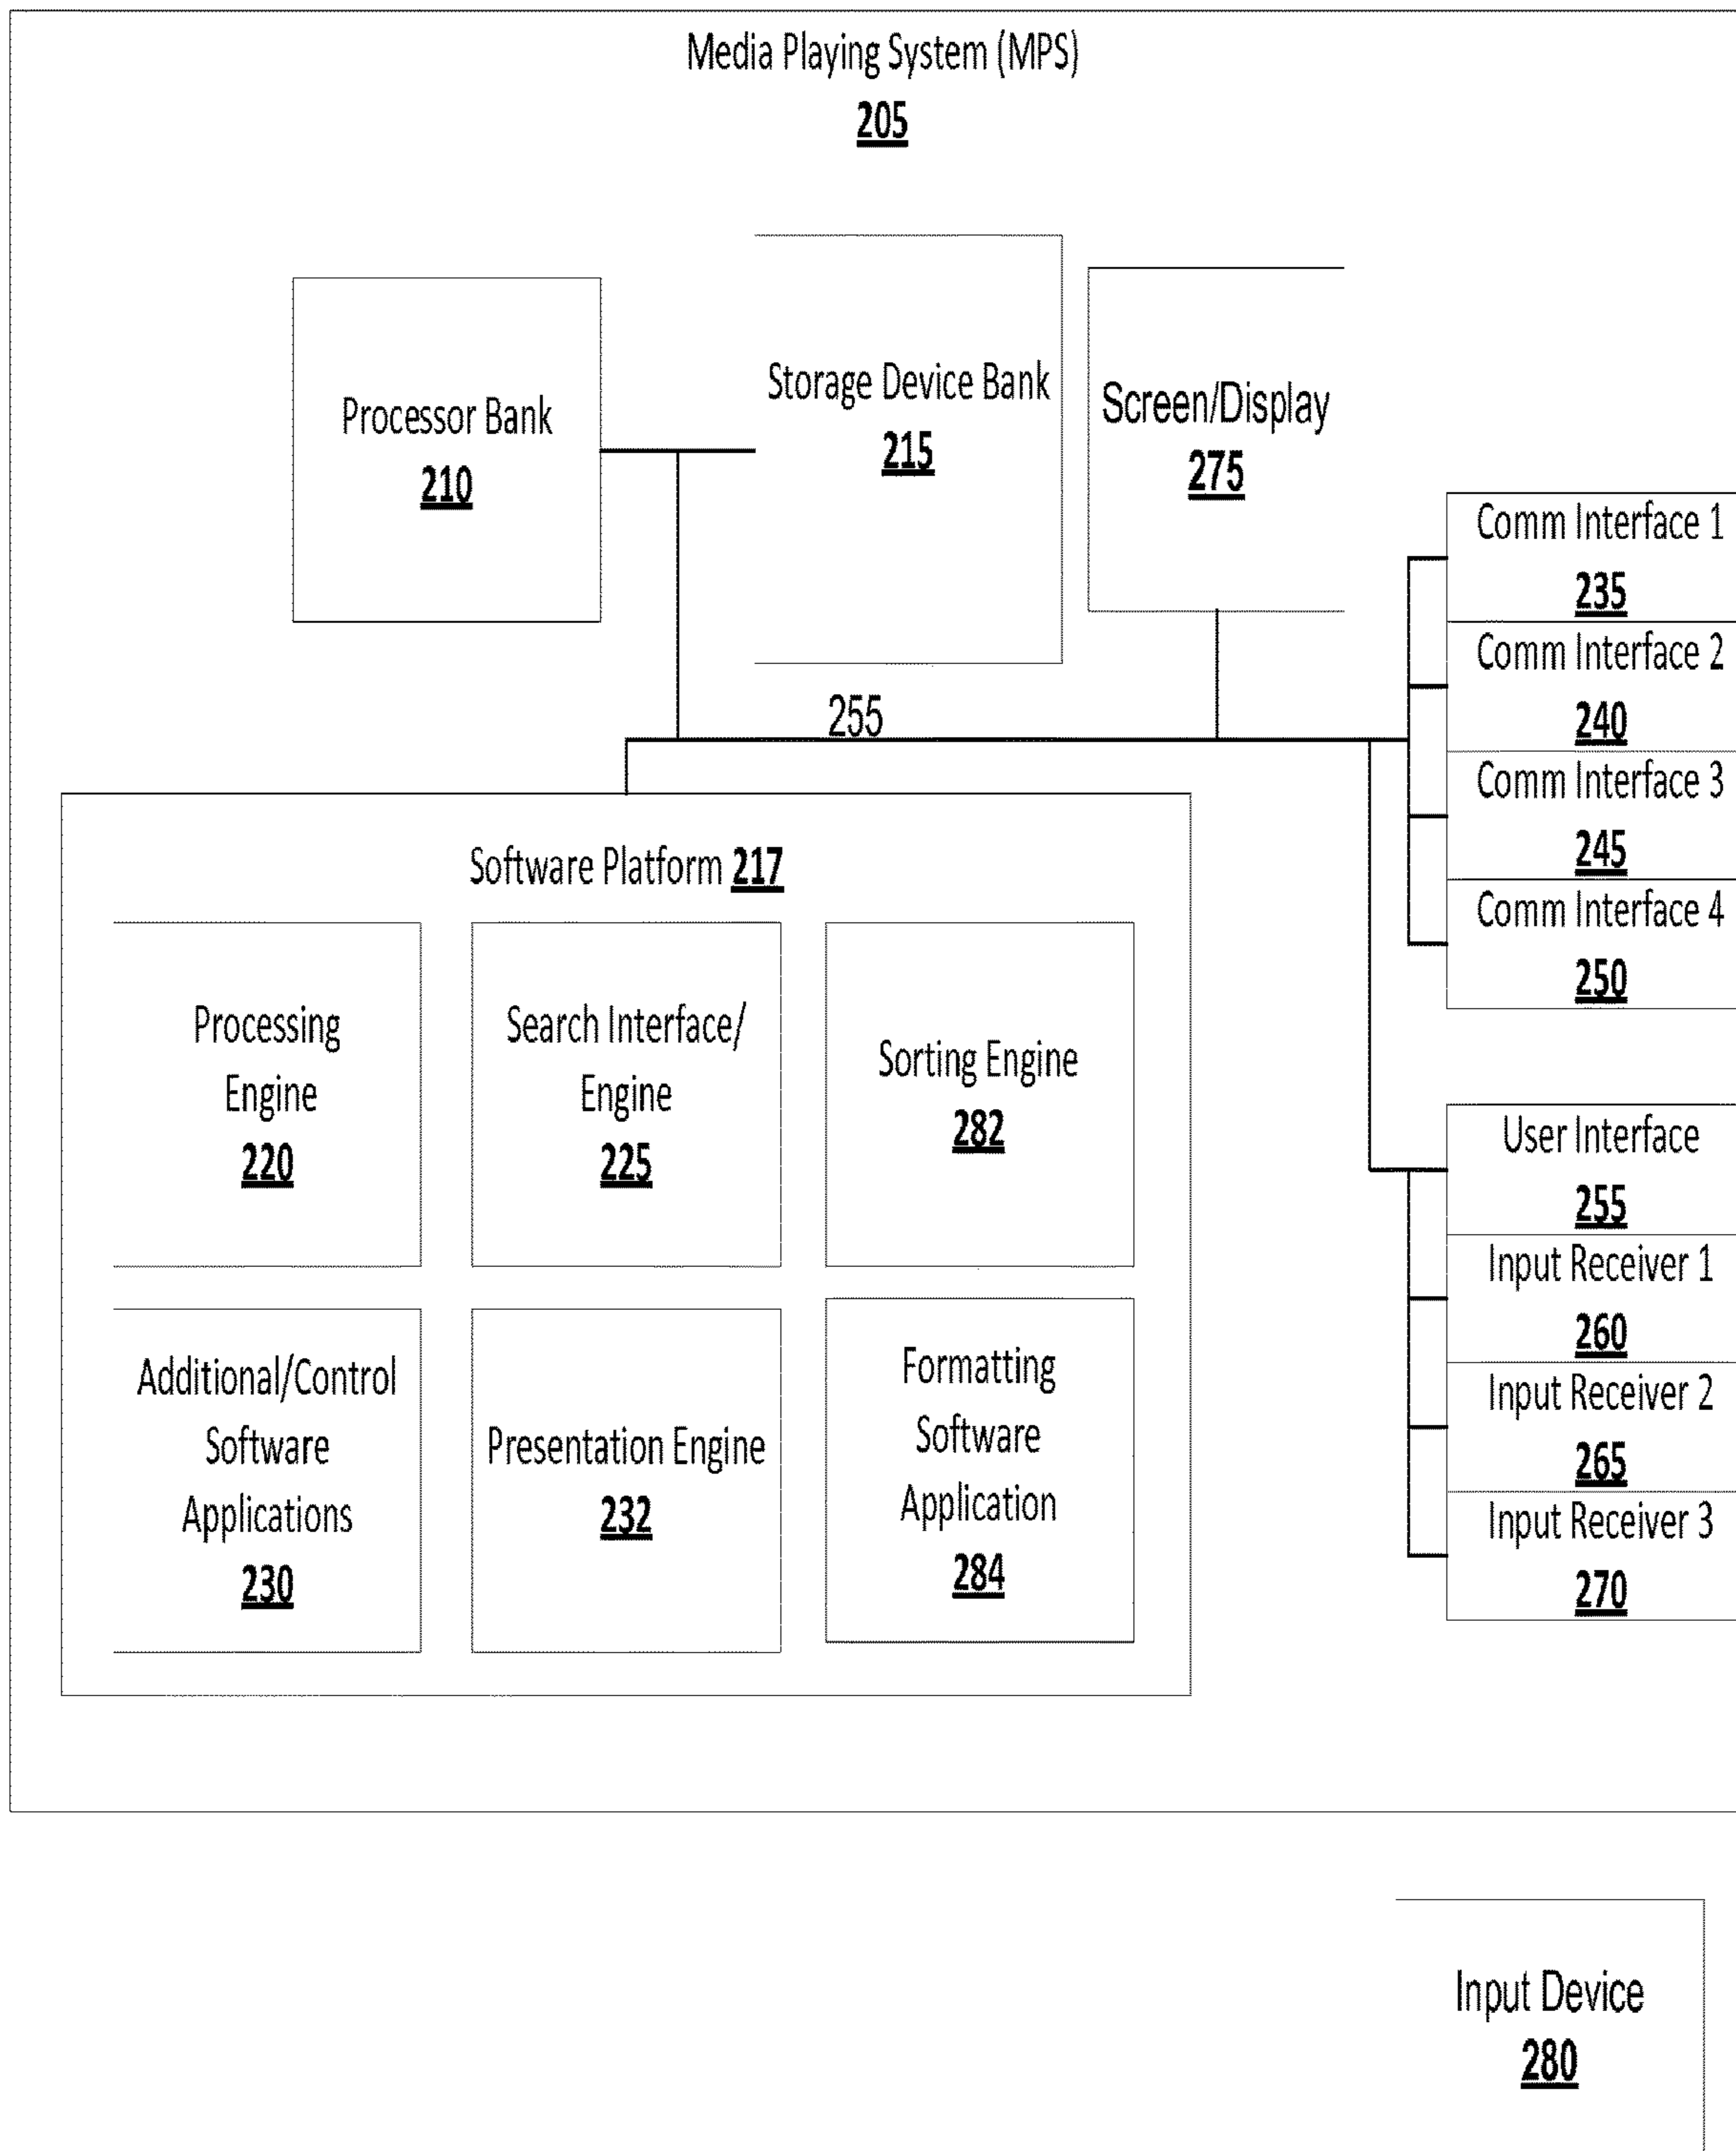 Media Playing System (MPS)
205
Processor Bank
210
Storage Device Bank
215
Screen/Display
275
Comm Interface 1
235
Comm Interface 2
240
Comm Interface 3
245
Comm Interface 4
250
255
Software Platform 217
Processing
Engine
220
Search Interface/
Engine
225
Sorting Engine
282
Additional/Control
Software
Applications
230
Presentation Engine
232
Formatting
Software
Application
284
User Interface
255
Input Receiver 1
260
Input Receiver 2
265
Input Receiver 3
270
Input Device
280